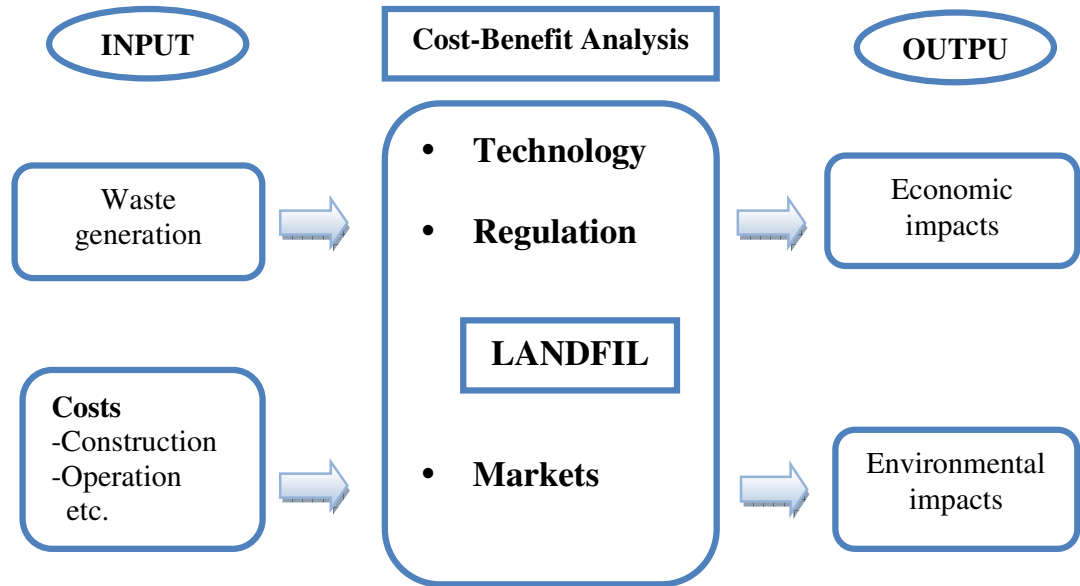 INPUT
Cost-Benefit Analysis
OUTPU
Waste
generation
• Technology
• Regulation
LANDFIL
• Markets
Economic
impacts
Costs
-Construction
-Operation
etc.
Environmental
impacts